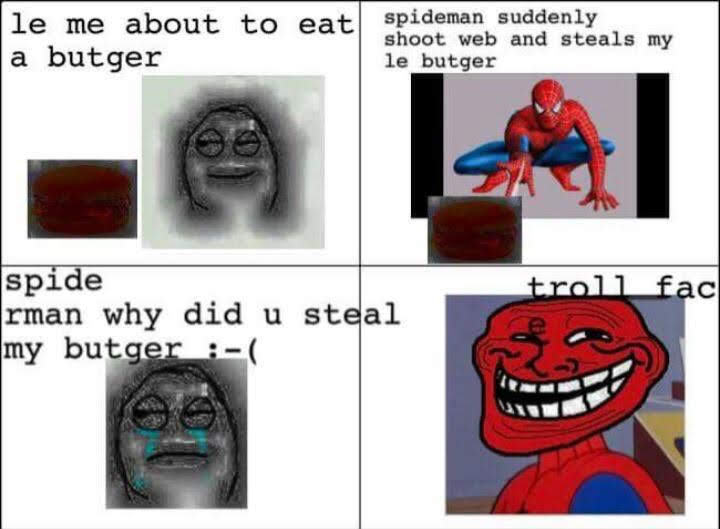 le me about to eat
a butger
spideman suddenly
shoot web and steals my
le butger
spide
rman why did u steal
my butger :-(
troll fac
e